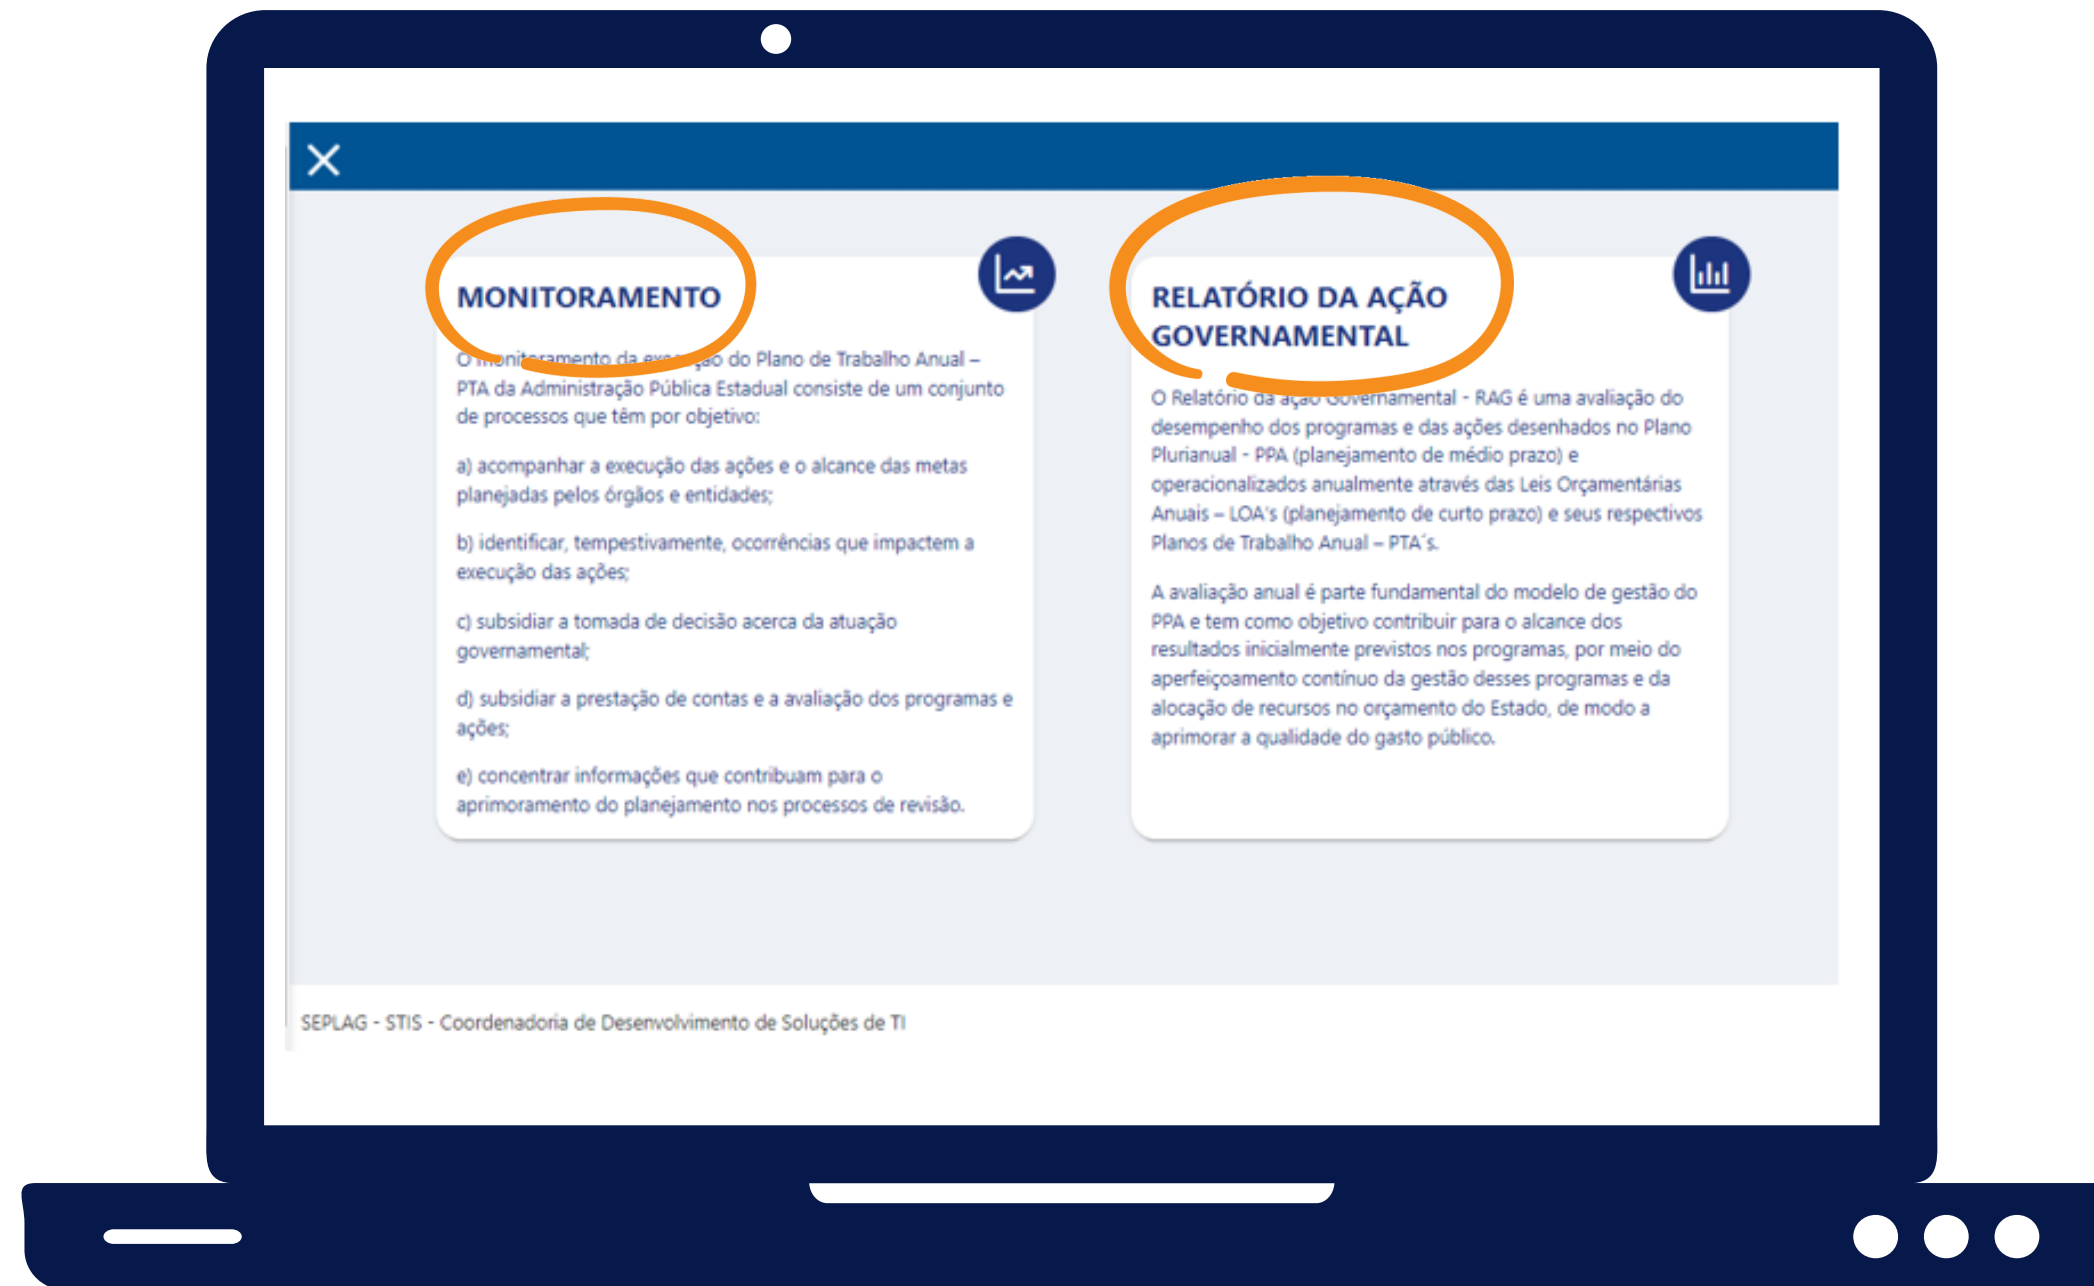 MONITORAMENTO
O monitoramento da execução do Plano de Trabalho Anual –
PTA da Administração Pública Estadual consiste de um conjunto
de processos que têm por objetivo:
a) acompanhar a execução das ações e o alcance das metas
planejadas pelos órgãos e entidades;
b) identificar, tempestivamente, ocorrências que impactem a
execução das ações;
c) subsidiar a tomada de decisão acerca da atuação
governamental;
d) subsidiar a prestação de contas e a avaliação dos programas e
ações;
e) concentrar informações que contribuam para o
aprimoramento do planejamento nos processos de revisão.
RELATÓRIO DA AÇÃO
GOVERNAMENTAL
O Relatório da ação Governamental - RAG é uma avaliação do
desempenho dos programas e das ações desenhados no Plano
Plurianual - PPA (planejamento de médio prazo) e
operacionalizados anualmente através das Leis Orçamentárias
Anuais – LOA's (planejamento de curto prazo) e seus respectivos
Planos de Trabalho Anual – PTA´s.
A avaliação anual é parte fundamental do modelo de gestão do
PPA e tem como objetivo contribuir para o alcance dos
resultados inicialmente previstos nos programas, por meio do
aperfeiçoamento contínuo da gestão desses programas e da
alocação de recursos no orçamento do Estado, de modo a
aprimorar a qualidade do gasto público.
SEPLAG - STIS - Coordenadoria de Desenvolvimento de Soluções de TI